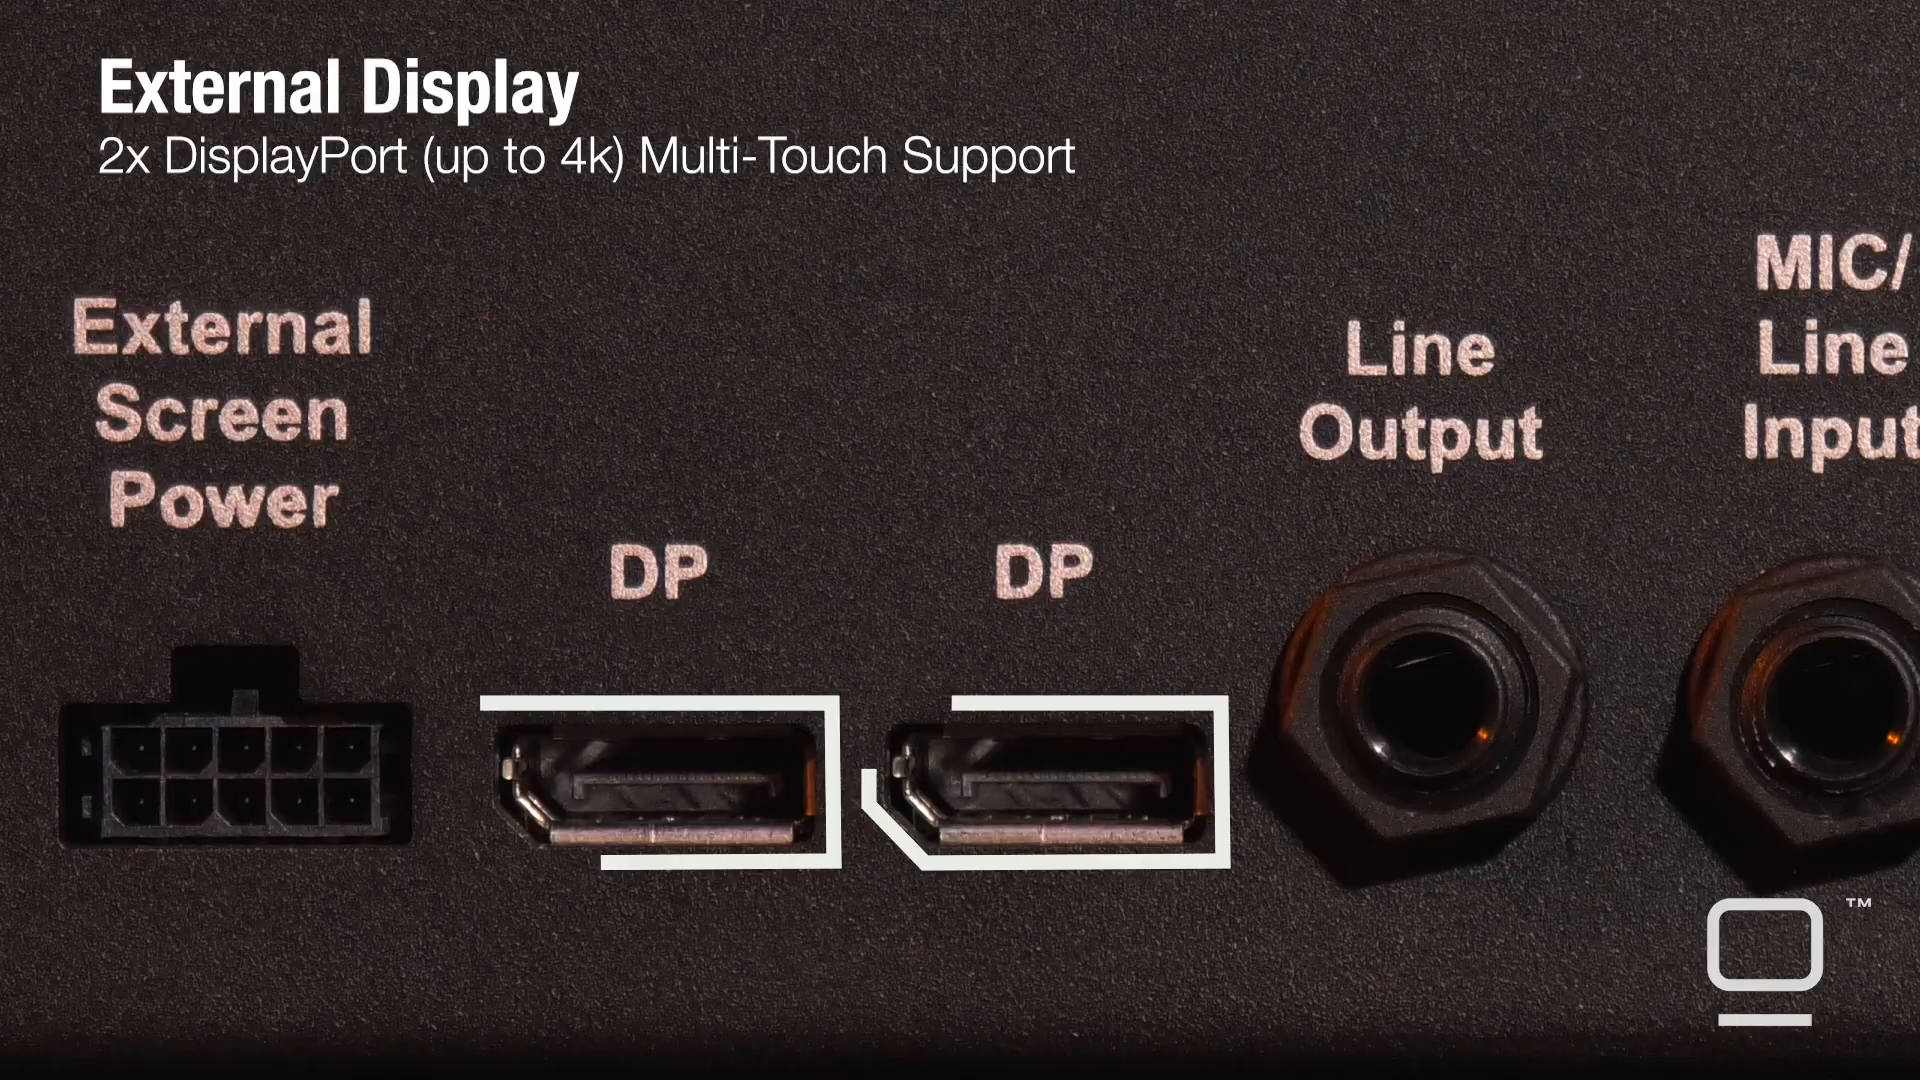 External Display
2x DisplayPort (up to 4k) Multi-Touch Support
External
Screen
Power
DP
DP
Line
Output
MIC/
Line
Input
TM